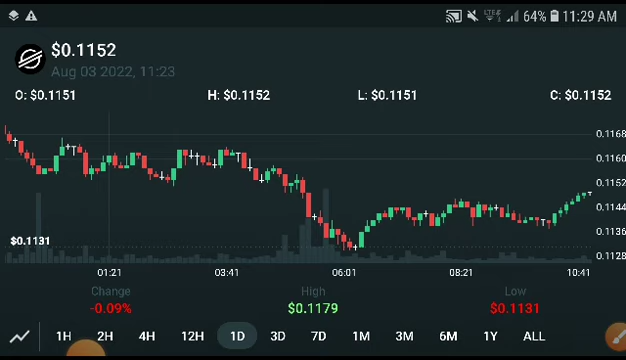 64% 11:29 AM
$0.1152
Aug 03 2022, 11:23
O: $0.1151 H: $0.1152 L: $0.1151 C: $0.1152
0.1168
0.1160
0.1152
0.1144
0.1136
0.1128
$0.1131
01:21 03:41 06:01 08:21 10:41
Change High Low
-0.09% $0.1179 $0.1131
1H 2H 4H 12H 1D 3D 7D 1M 3M 6M 1Y ALL